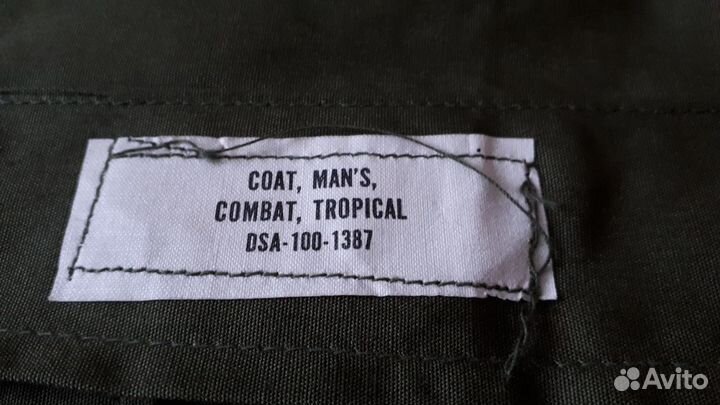 COAT, MAN'S,
COMBAT, TROPICAL
DSA-100-1387
Avito